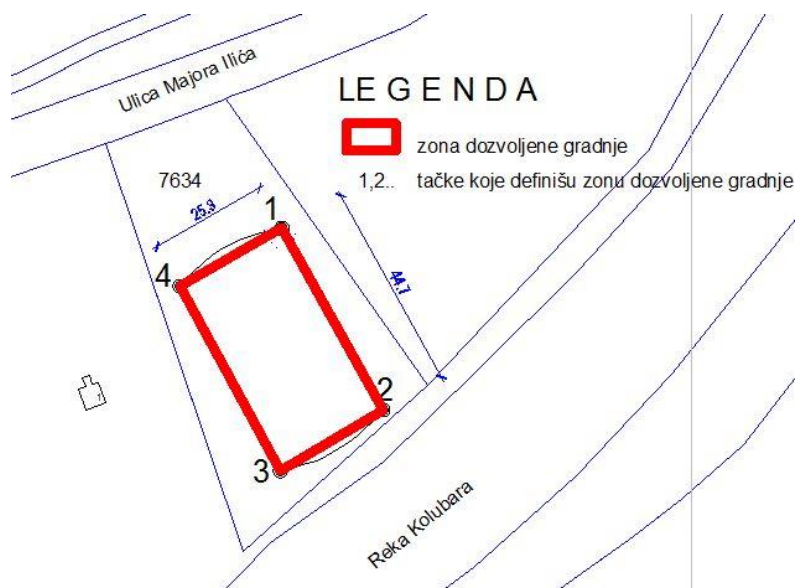 Ulica Majora Ilića
LEGENDA
zona dozvoljene gradnje
1,2.. tačke koje definišu zonu dozvoljene gradnje
7634
25.3
1
44.7
4
2
3
Reka Kolubara